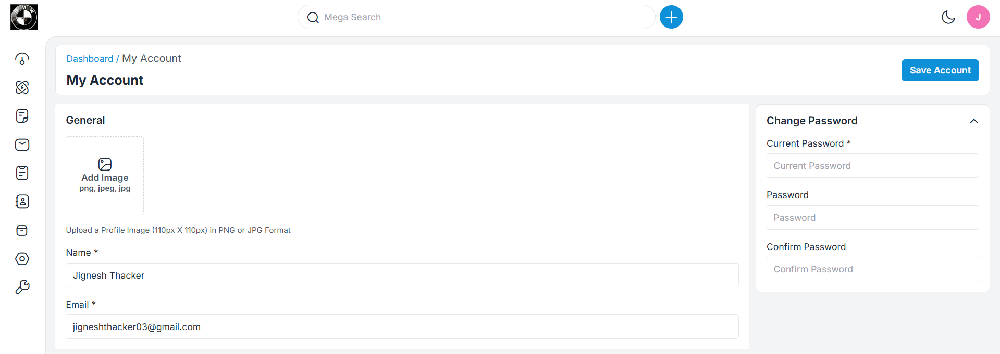 BMW
Mega Search
J
Dashboard / My Account
My Account
Save Account
General
Add Image
png, jpeg, jpg
Upload a Profile Image (110px X 110px) in PNG or JPG Format
Name *
Jignesh Thacker
Email *
jigneshthacker03@gmail.com
Change Password
Current Password *
Current Password
Password
Password
Confirm Password
Confirm Password